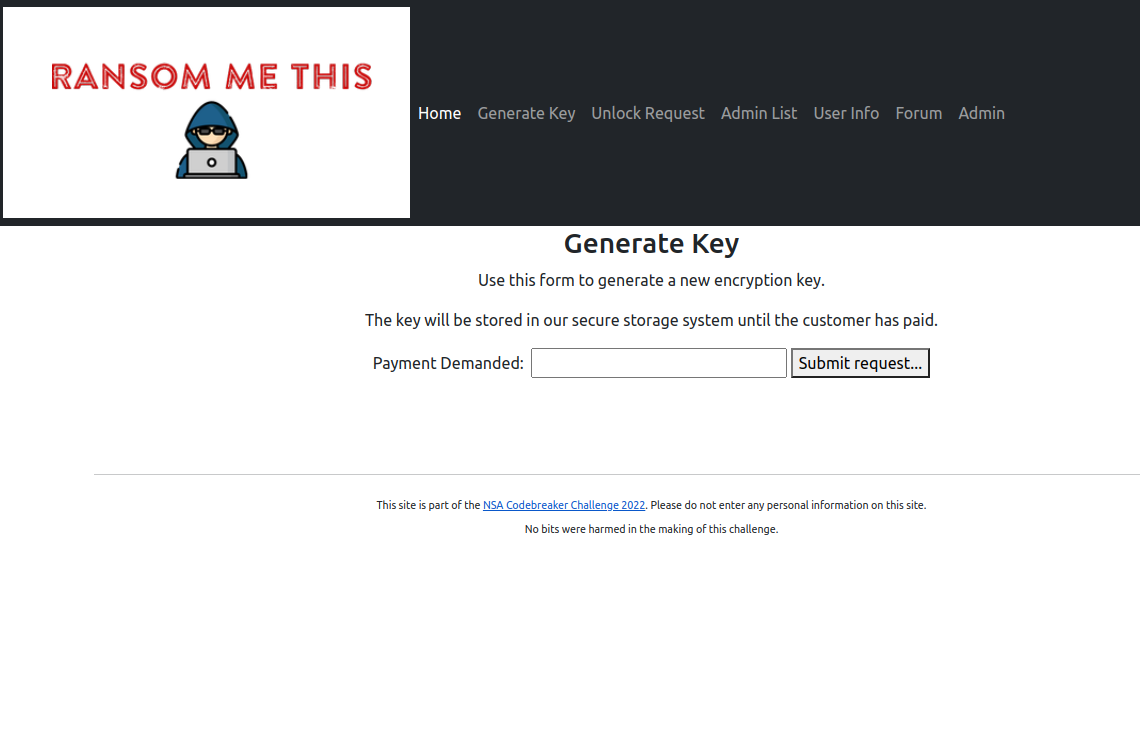 RANSOM ME THIS
Home Generate Key Unlock Request Admin List User Info Forum Admin
Generate Key
Use this form to generate a new encryption key.
The key will be stored in our secure storage system until the customer has paid.
Payment Demanded: Submit request...
This site is part of the NSA Codebreaker Challenge 2022. Please do not enter any personal information on this site.
No bits were harmed in the making of this challenge.